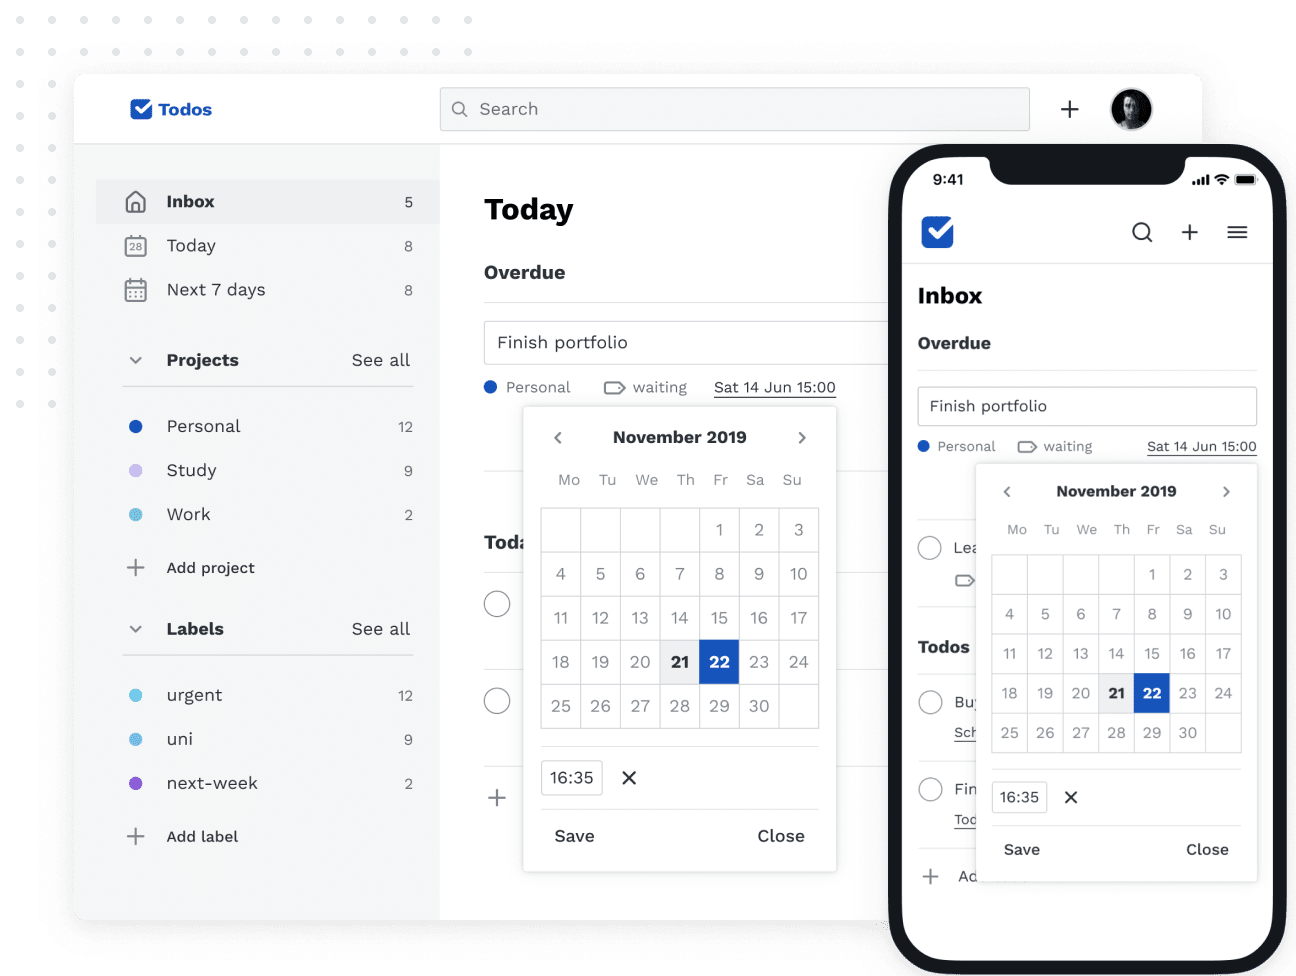 Todos
Search
Inbox 5
28 Today 8
Next 7 days 8
Projects See all
Personal 12
Study 9
Work 2
Add project
Labels See all
urgent 12
uni 9
next-week 2
Add label
Today
Overdue
Finish portfolio
Personal waiting Sat 14 Jun 15:00
November 2019
Mo Tu We Th Fr Sa Su
1 2 3
4 5 6 7 8 9 10
11 12 13 14 15 16 17
18 19 20 21 22 23 24
25 26 27 28 29 30
16:35
Save Close
9:41
Inbox
Overdue
Finish portfolio
Personal waiting Sat 14 Jun 15:00
November 2019
Mo Tu We Th Fr Sa Su
1 2 3
4 5 6 7 8 9 10
11 12 13 14 15 16 17
Todos
18 19 20 21 22 23 24
25 26 27 28 29 30
16:35
Save Close